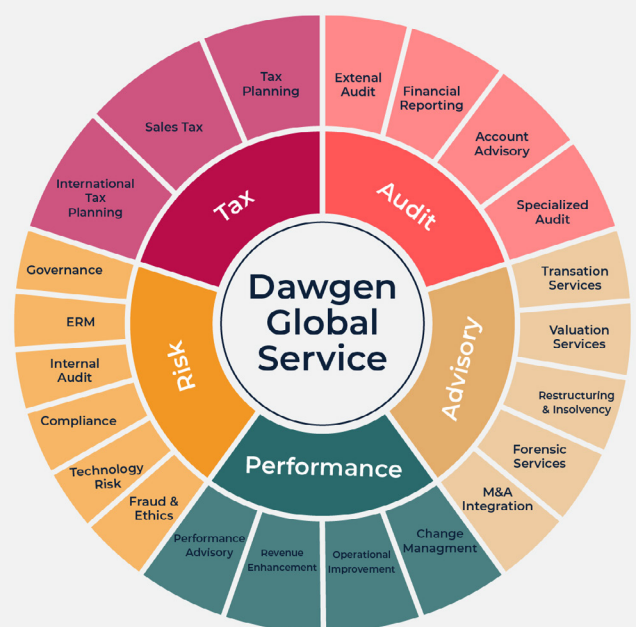 Dawgen
Global
Service
Tax
Tax
Planning
Sales Tax
International
Tax
Planning
Audit
Extenal
Audit
Financial
Reporting
Account
Advisory
Specialized
Audit
Advisory
Transation
Services
Valuation
Services
Restructuring
& Insolvency
Forensic
Services
M&A
Integration
Performance
Change
Managment
Operational
Improvement
Revenue
Enhancement
Performance
Advisory
Risk
Governance
ERM
Internal
Audit
Compliance
Technology
Risk
Fraud &
Ethics